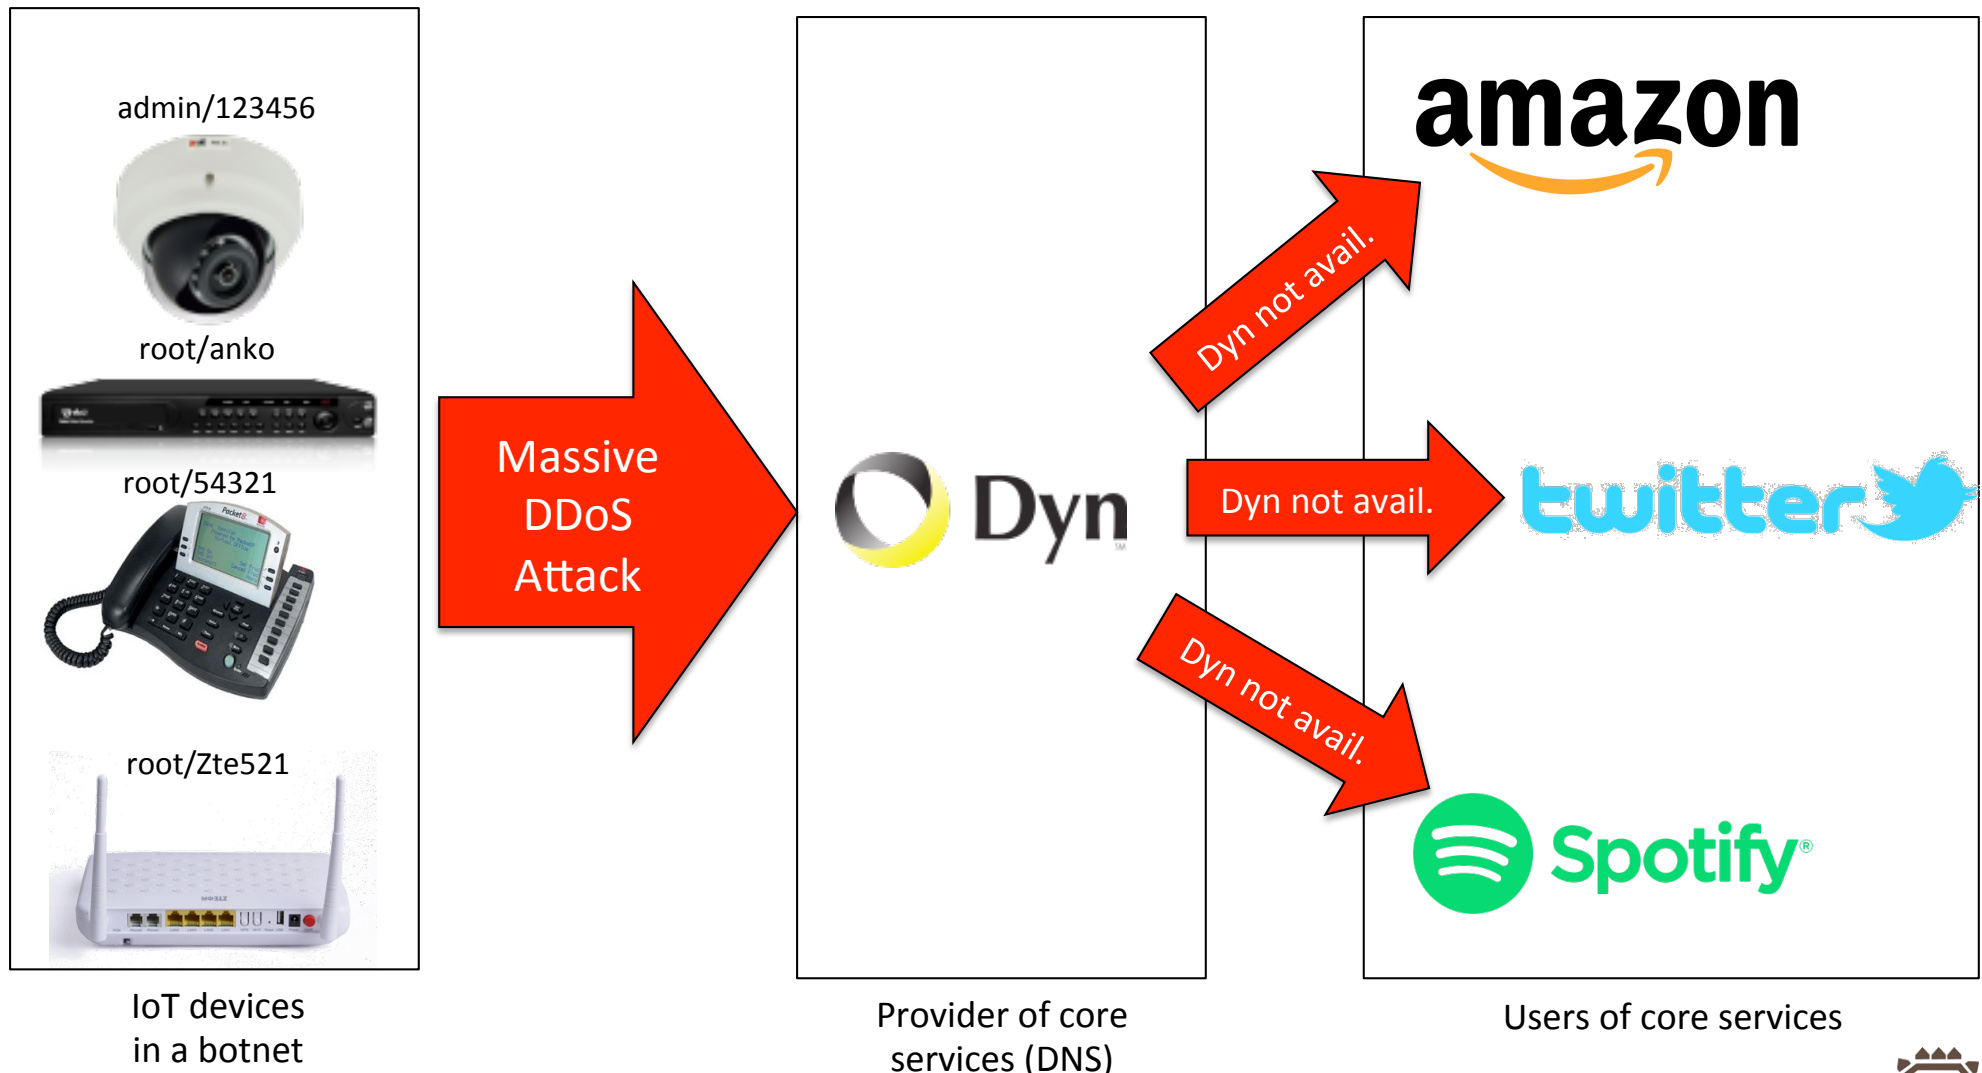 admin/123456
root/anko
root/54321
root/Zte521
IoT devices
in a botnet
Massive
DDoS
Attack
Dyn
Provider of core
services (DNS)
Dyn not avail.
Dyn not avail.
Dyn not avail.
amazon
twitter
Spotify®
Users of core services